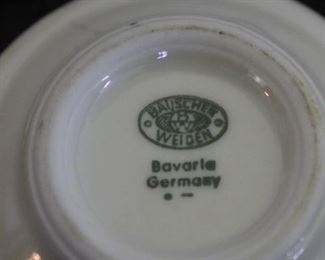 BAUSCHER
B
W
WEIDEN
Bavaria
Germany